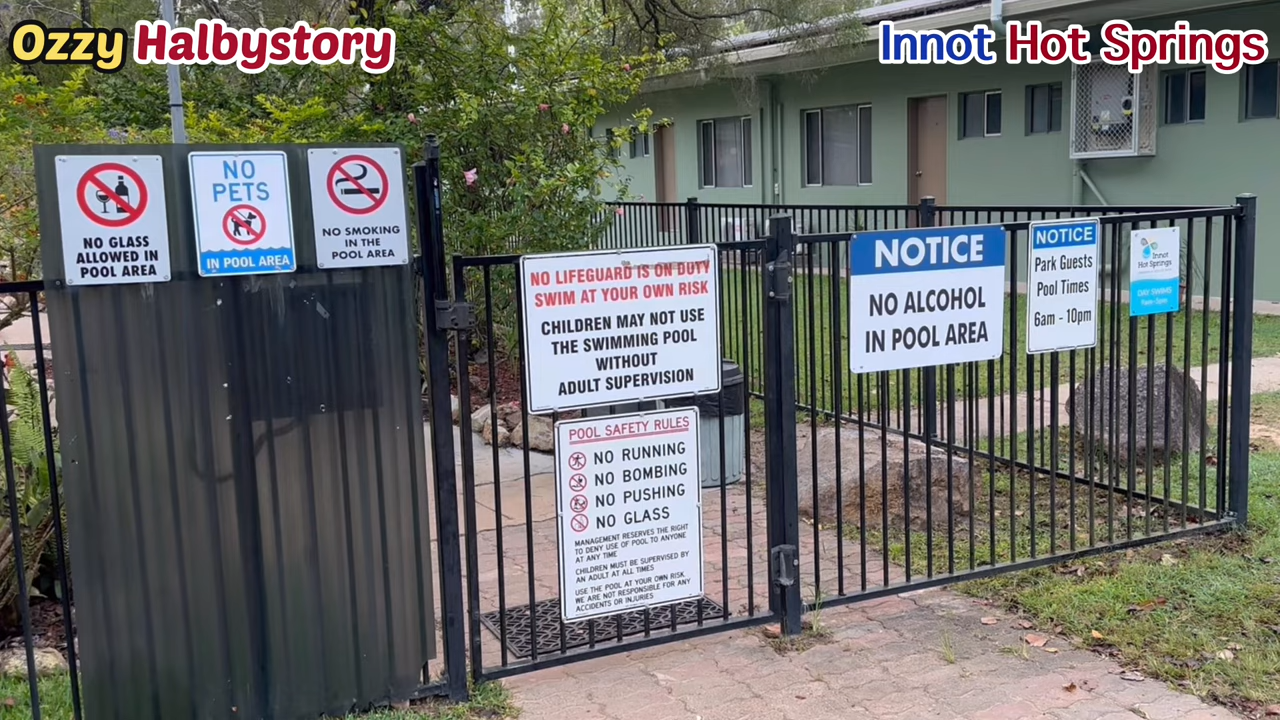 Ozzy Halbystory
Innot Hot Springs
NO GLASS
ALLOWED IN
POOL AREA
NO
PETS
IN POOL AREA
NO SMOKING
IN THE
POOL AREA
NO LIFEGUARD IS ON DUTY
SWIM AT YOUR OWN RISK
CHILDREN MAY NOT USE
THE SWIMMING POOL
WITHOUT
ADULT SUPERVISION
POOL SAFETY RULES
NO RUNNING
NO BOMBING
NO PUSHING
NO GLASS
MANAGEMENT RESERVES THE RIGHT
TO DENY USE OF POOL TO ANYONE
AT ANY TIME
CHILDREN MUST BE SUPERVISED BY
AN ADULT AT ALL TIMES
USE THE POOL AT YOUR OWN RISK
WE ARE NOT RESPONSIBLE FOR ANY
ACCIDENTS OR INJURIES
NOTICE
NO ALCOHOL
IN POOL AREA
NOTICE
Park Guests
Pool Times
6am - 10pm
Innot
Hot Springs